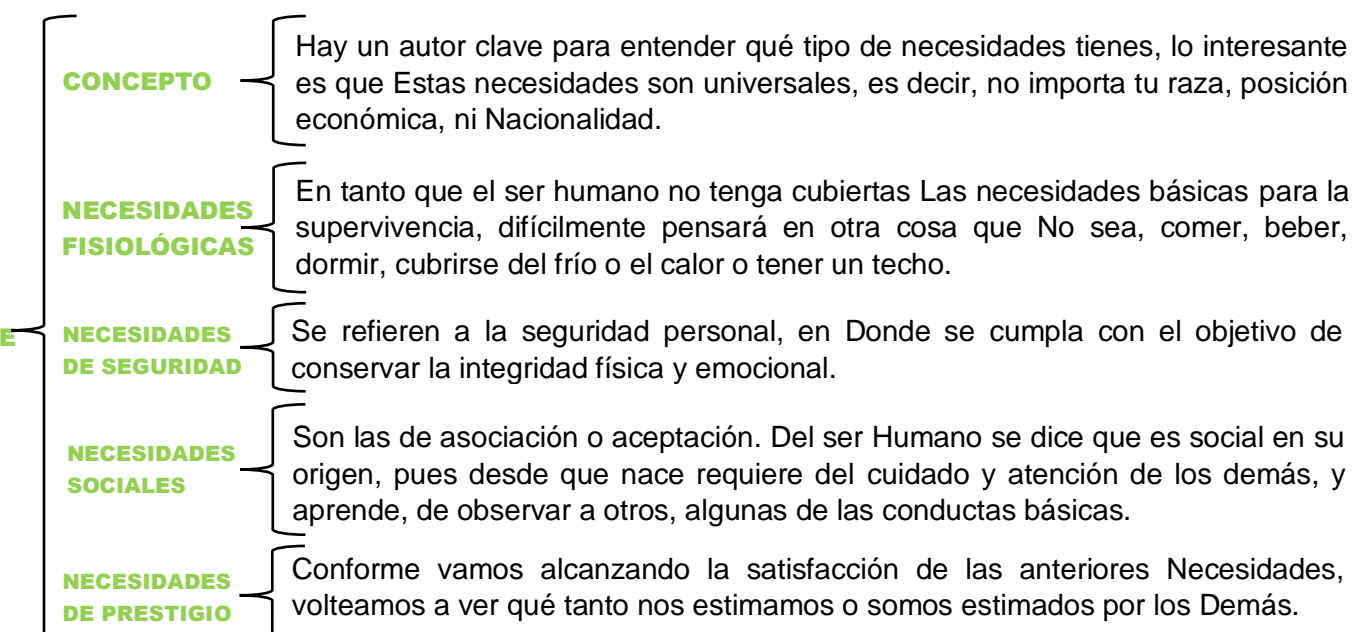 CONCEPTO
Hay un autor clave para entender qué tipo de necesidades tienes, lo interesante
es que Estas necesidades son universales, es decir, no importa tu raza, posición
económica, ni Nacionalidad.
NECESIDADES
FISIOLÓGICAS
En tanto que el ser humano no tenga cubiertas Las necesidades básicas para la
supervivencia, difícilmente pensará en otra cosa que No sea, comer, beber,
dormir, cubrirse del frío o el calor o tener un techo.
E
NECESIDADES
DE SEGURIDAD
Se refieren a la seguridad personal, en Donde se cumpla con el objetivo de
conservar la integridad física y emocional.
NECESIDADES
SOCIALES
Son las de asociación o aceptación. Del ser Humano se dice que es social en su
origen, pues desde que nace requiere del cuidado y atención de los demás, y
aprende, de observar a otros, algunas de las conductas básicas.
NECESIDADES
DE PRESTIGIO
Conforme vamos alcanzando la satisfacción de las anteriores Necesidades,
volteamos a ver qué tanto nos estimamos o somos estimados por los Demás.